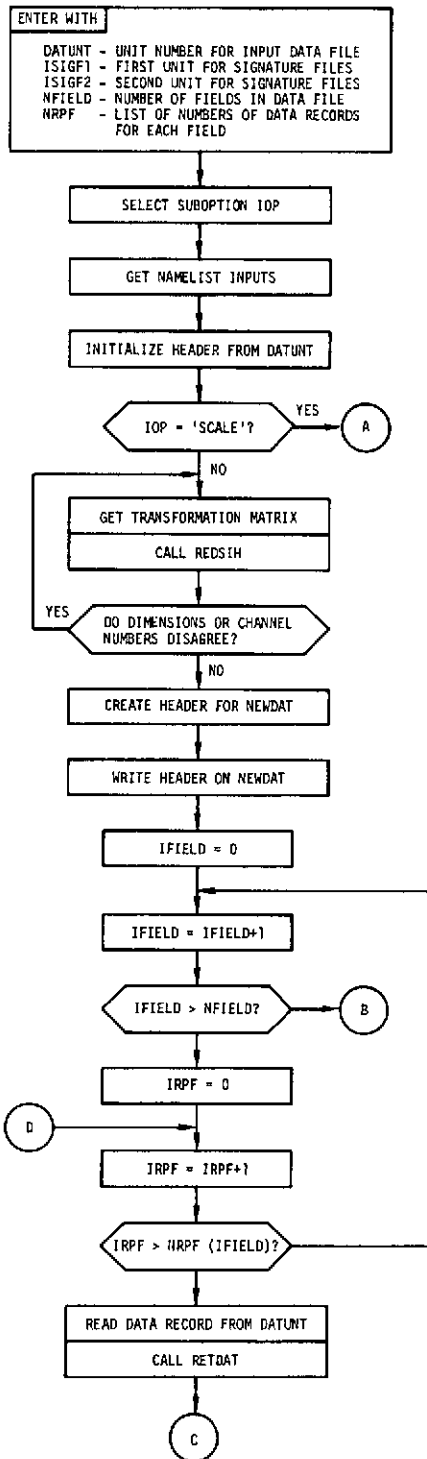 ENTER WITH
DATUNT - UNIT NUMBER FOR INPUT DATA FILE
ISIGF1 - FIRST UNIT FOR SIGNATURE FILES
ISIGF2 - SECOND UNIT FOR SIGNATURE FILES
NFIELD - NUMBER OF FIELDS IN DATA FILE
NRPF - LIST OF NUMBERS OF DATA RECORDS
FOR EACH FIELD
SELECT SUBOPTION IOP
GET NAMELIST INPUTS
INITIALIZE HEADER FROM DATUNT
IOP = 'SCALE'?
YES
A
NO
GET TRANSFORMATION MATRIX
CALL REDSIH
YES
DO DIMENSIONS OR CHANNEL
NUMBERS DISAGREE?
NO
CREATE HEADER FOR NEWDAT
WRITE HEADER ON NEWDAT
IFIELD = 0
IFIELD = IFIELD+1
IFIELD > NFIELD?
B
IRPF = 0
D
IRPF = IRPF+1
IRPF > NRPF (IFIELD)?
READ DATA RECORD FROM DATUNT
CALL RETDAT
C